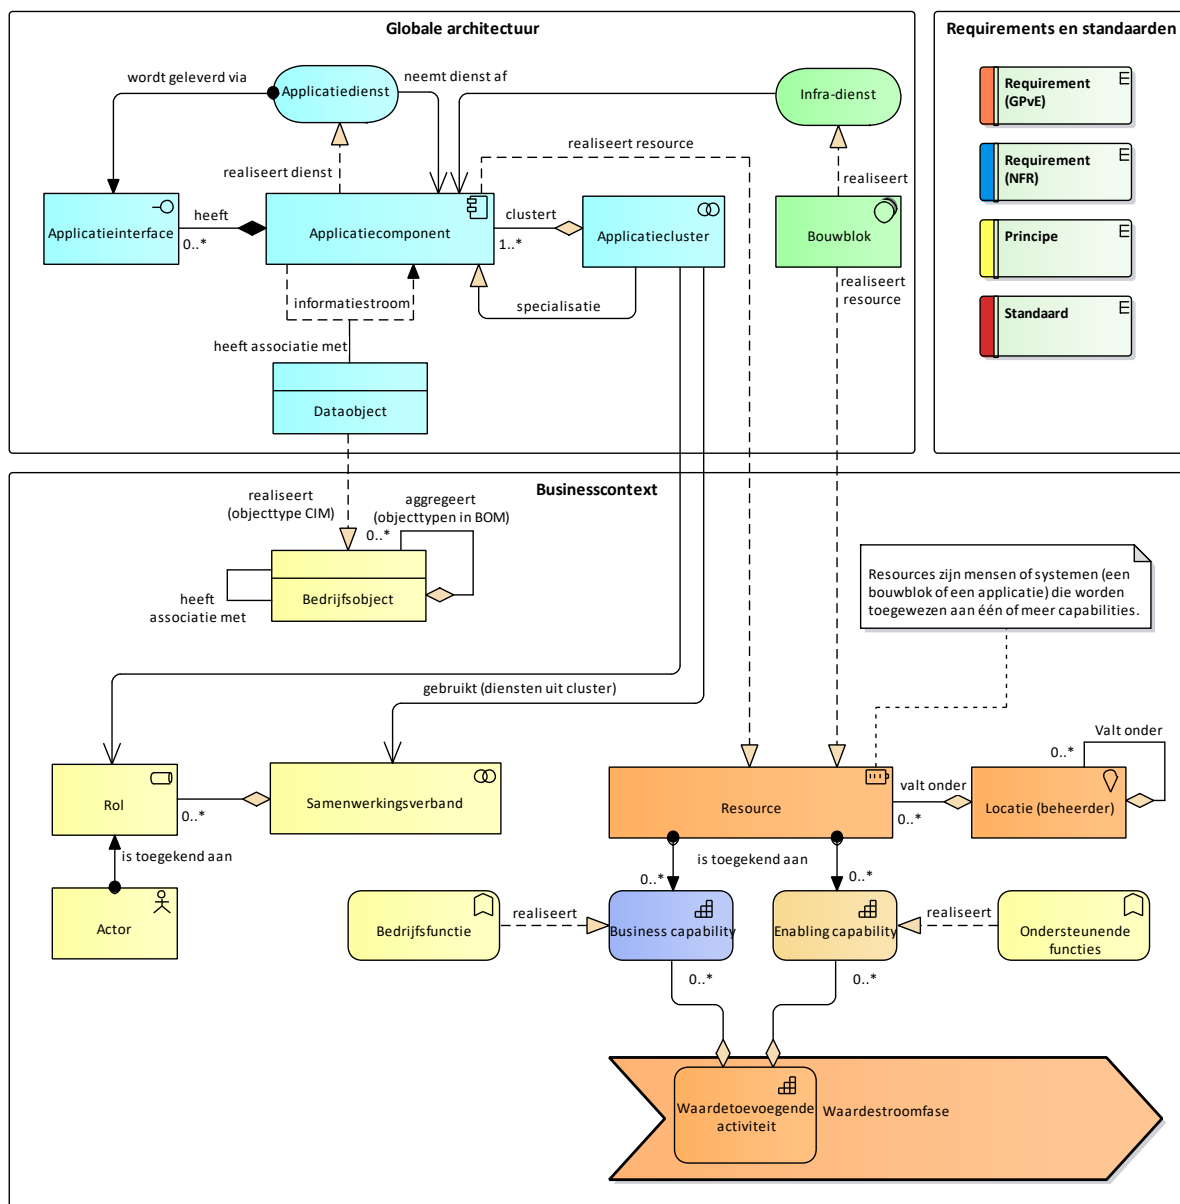 Globale architectuur
wordt geleverd via
Applicatiedienst
neemt dienst af
Infra-dienst
realiseert resource
realiseert dienst
realiseert
Applicatieinterface
heeft
0..*
Applicatiecomponent
clustert
1..*
Applicatiecluster
Bouwblok
realiseert
resource
informatiestroom
specialisatie
heeft associatie met
Dataobject
Requirements en standaarden
Requirement
(GPvE)
Requirement
(NFR)
Principe
Standaard
Businesscontext
realiseert
(objecttype CIM)
aggregeert
(objecttypen in BOM)
0..*
Bedrijfsobject
heeft
associatie met
Resources zijn mensen of systemen (een
bouwblok of een applicatie) die worden
toegewezen aan één of meer capabilities.
gebruikt (diensten uit cluster)
Rol
0..*
Samenwerkingsverband
Resource
valt onder
0..*
Valt onder
0..*
Locatie (beheerder)
is toegekend aan
Actor
is toegekend aan
0..*
0..*
Bedrijfsfunctie
realiseert
Business capability
Enabling capability
realiseert
Ondersteunende
functies
0..*
0..*
Waardetoevoegende
activiteit
Waardestroomfase